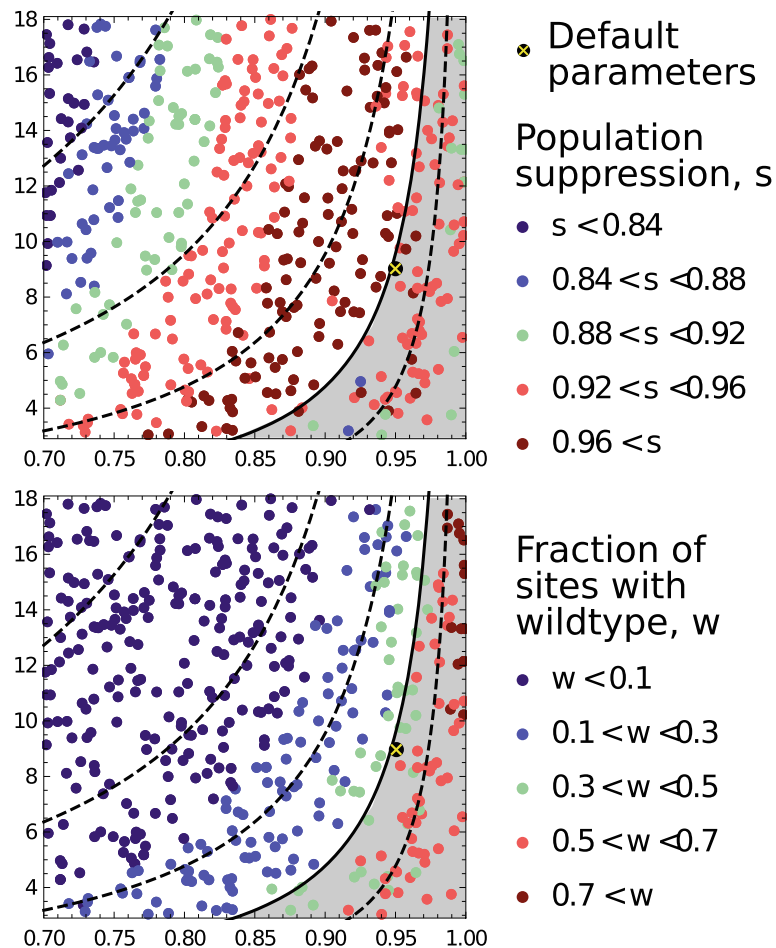 18
16
14
12
10
8
6
4
0.70 0.75 0.80 0.85 0.90 0.95 1.00
Default
parameters
Population
suppression, s
s < 0.84
0.84 < s < 0.88
0.88 < s < 0.92
0.92 < s < 0.96
0.96 < s
18
16
14
12
10
8
6
4
0.70 0.75 0.80 0.85 0.90 0.95 1.00
Fraction of
sites with
wildtype, w
w < 0.1
0.1 < w < 0.3
0.3 < w < 0.5
0.5 < w < 0.7
0.7 < w